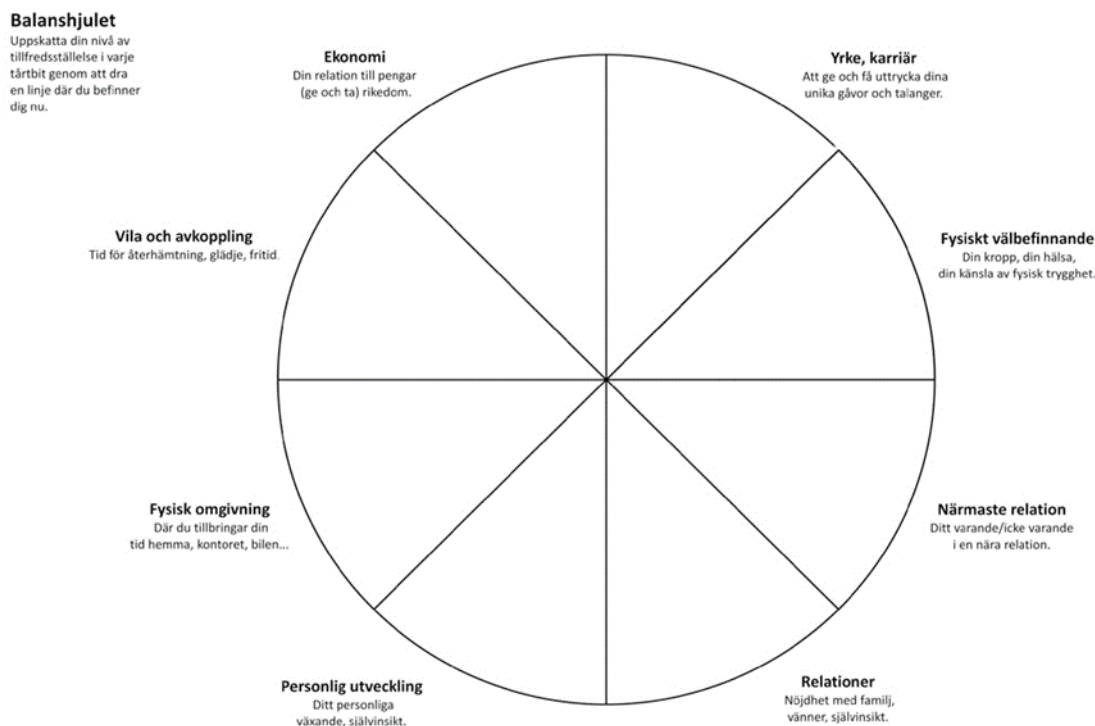 Balanshjulet
Uppskatta din nivå av
tillfredsställelse i varje
tårtbit genom att dra
en linje där du befinner
dig nu.
Ekonomi
Din relation till pengar
(ge och ta) rikedom.
Yrke, karriär
Att ge och få uttrycka dina
unika gåvor och talanger.
Vila och avkoppling
Tid för återhämtning, glädje, fritid.
Fysiskt välbefinnande
Din kropp, din hälsa,
din känsla av fysisk trygghet.
Fysisk omgivning
Där du tillbringar din
tid hemma, kontoret, bilen...
Närmaste relation
Ditt varande/icke varande
i en nära relation.
Personlig utveckling
Ditt personliga
växande, självinsikt.
Relationer
Nöjdhet med familj,
vänner, självinsikt.